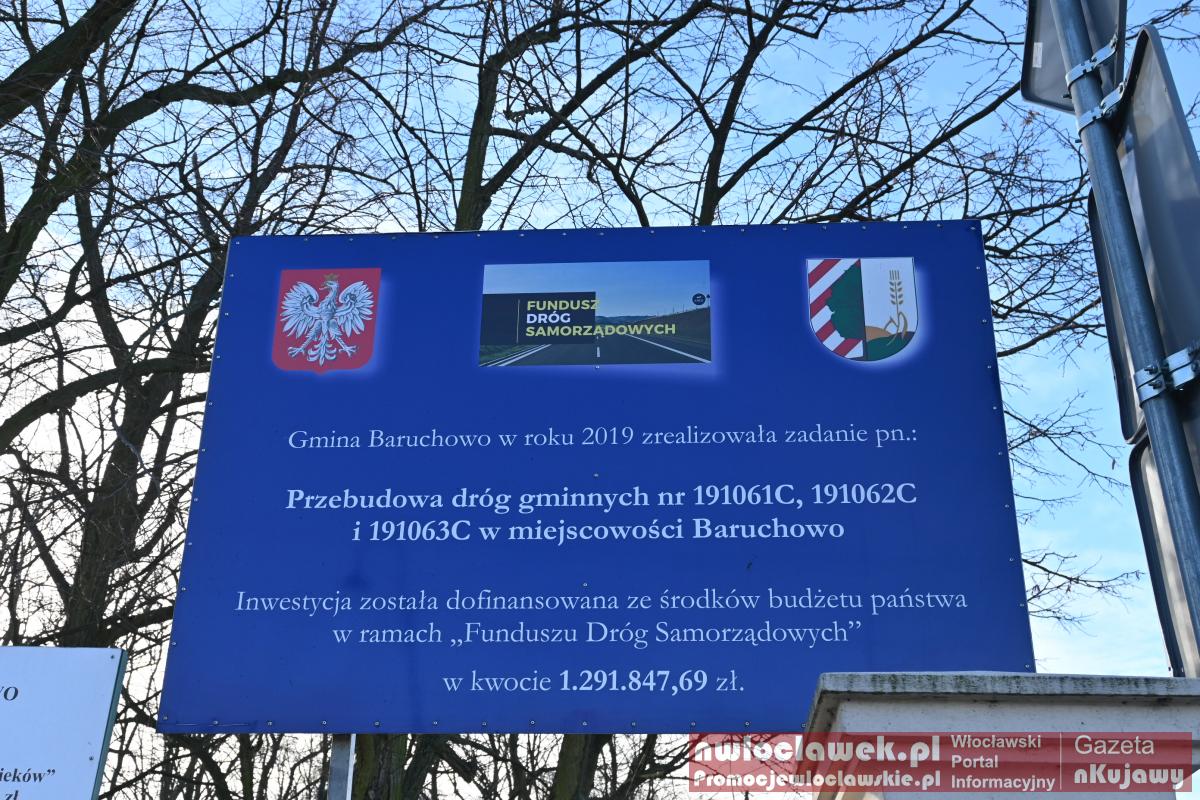 FUNDUSZ
DRÓG
SAMORZĄDOWYCH
Gmina Baruchowo w roku 2019 zrealizowała zadanie pn.:
Przebudowa dróg gminnych nr 191061C, 191062C
i 191063C w miejscowości Baruchowo
Inwestycja została dofinansowana ze środków budżetu państwa
w ramach „Funduszu Dróg Samorządowych”
w kwocie 1.291.847,69 zł.
zł
nwloclawek.pl
Promocjewloclawskie.pl
Włocławski
Portal
Informacyjny
Gazeta
nKujawy